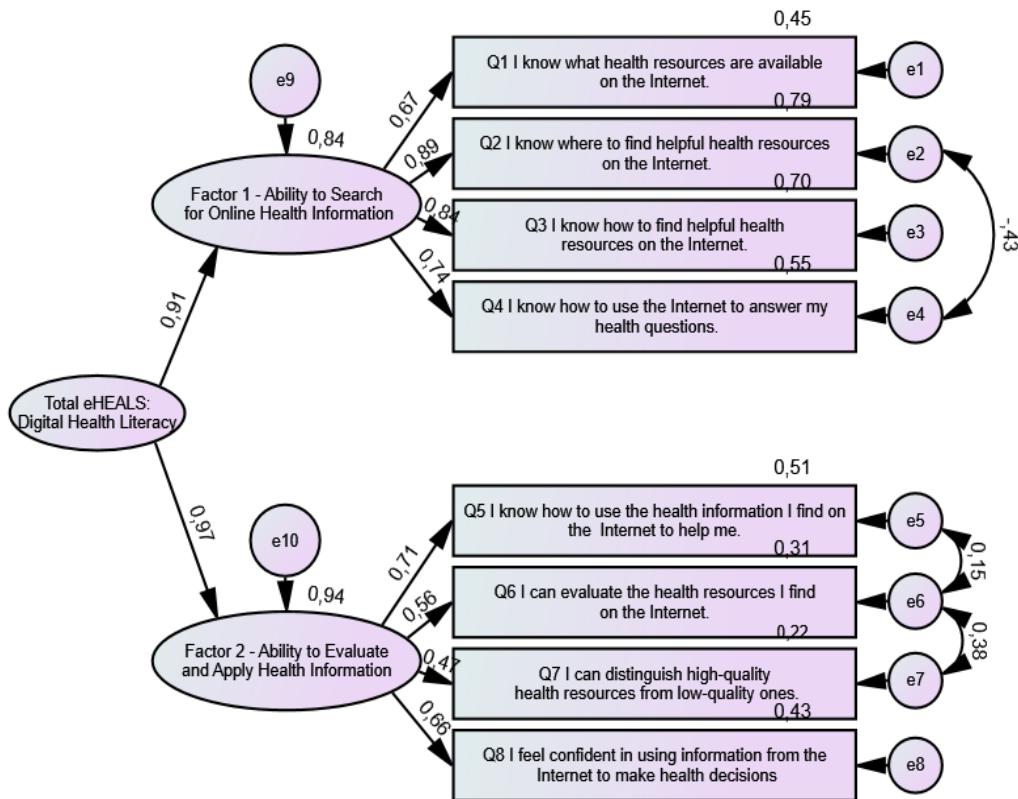 0,45
Q1 I know what health resources are available
on the Internet.
e1
e9
0,67
0,79
0,84
0,89
Q2 I know where to find helpful health resources
on the Internet.
e2
0,70
Factor 1 - Ability to Search
for Online Health Information
0,84
Q3 I know how to find helpful health
resources on the Internet.
e3
-,43
0,55
0,74
Q4 I know how to use the Internet to answer my
health questions.
e4
0,91
Total eHEALS:
Digital Health Literacy
0,97
0,51
Q5 I know how to use the health information I find on
the Internet to help me.
e5
e10
0,71
0,31
0,15
0,94
0,56
Q6 I can evaluate the health resources I find
on the Internet.
e6
0,22
0,38
Factor 2 - Ability to Evaluate
and Apply Health Information
0,47
Q7 I can distinguish high-quality
health resources from low-quality ones.
e7
0,43
0,66
Q8 I feel confident in using information from the
Internet to make health decisions
e8